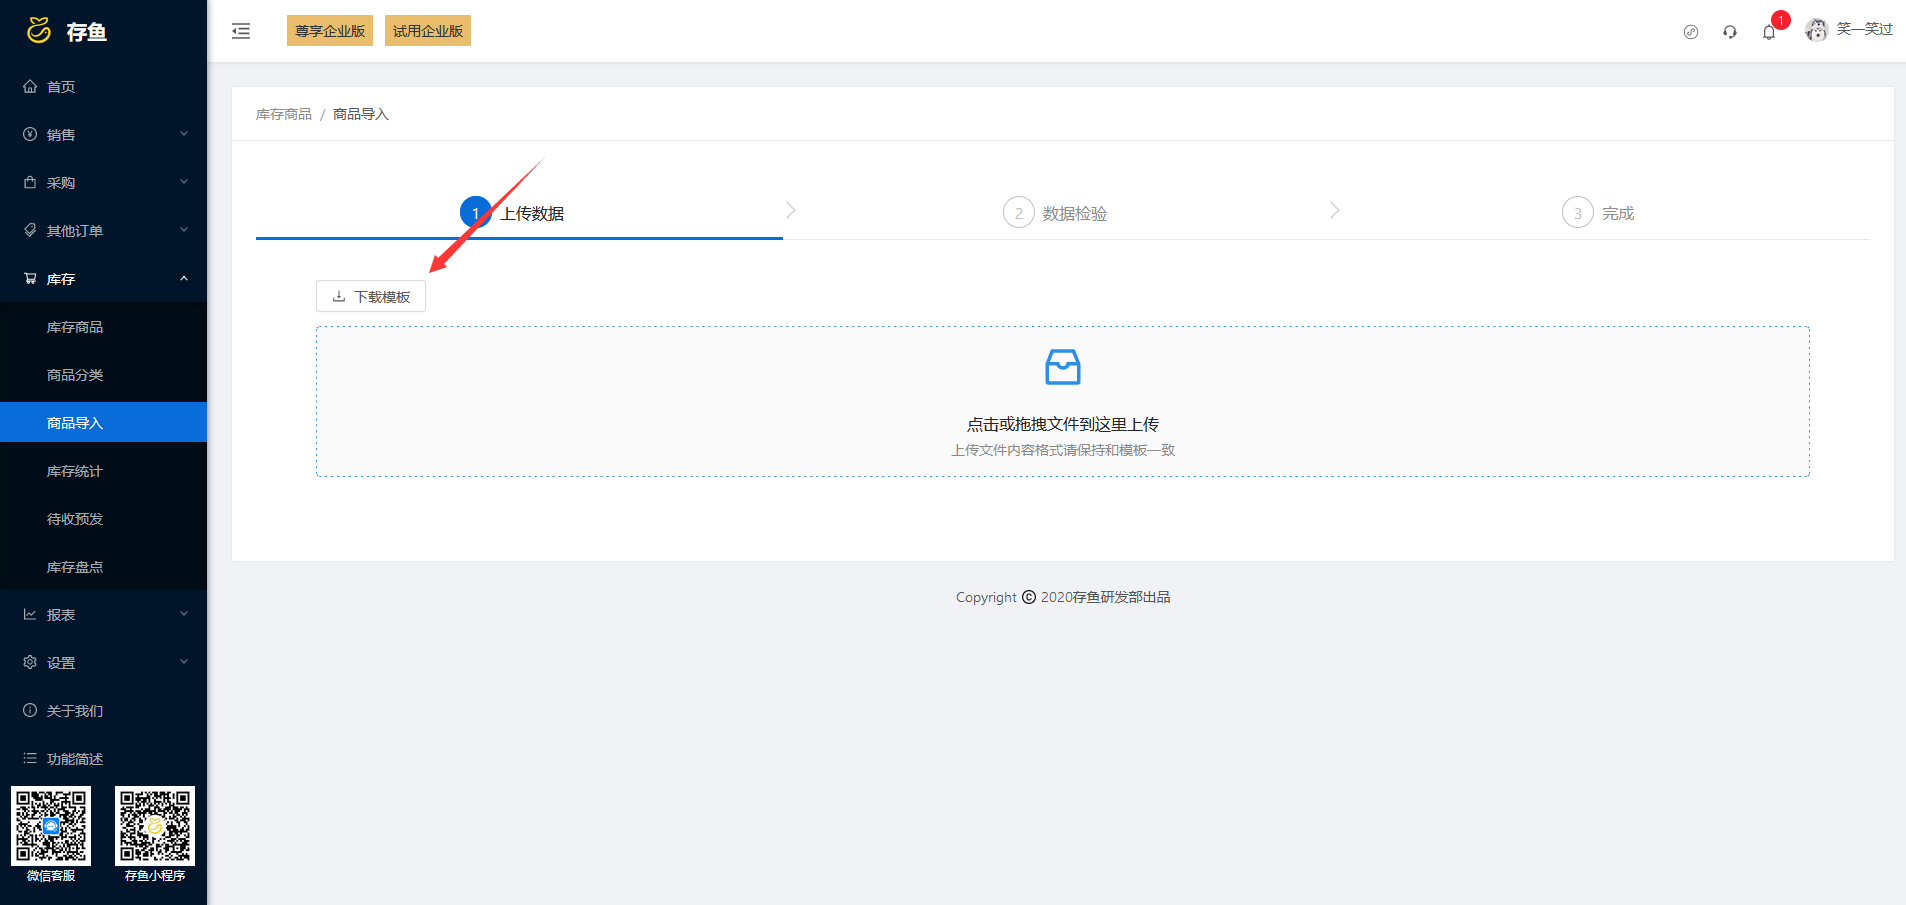 存鱼
首页
销售
采购
其他订单
库存
库存商品
商品分类
商品导入
库存统计
待收预发
库存盘点
报表
设置
关于我们
功能简述
微信客服
存鱼小程序
尊享企业版
试用企业版
1
笑一笑过
库存商品 / 商品导入
1 上传数据
2 数据检验
3 完成
下载模板
点击或拖拽文件到这里上传
上传文件内容格式请保持和模板一致
Copyright © 2020存鱼研发部出品